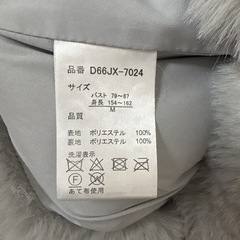 品番 D66JX-7024
サイズ
バスト 79~87
身長 154~162
M
品質
表地 ポリエステル 100%
裏地 ポリエステル 100%
洗濯表示
あて布使用